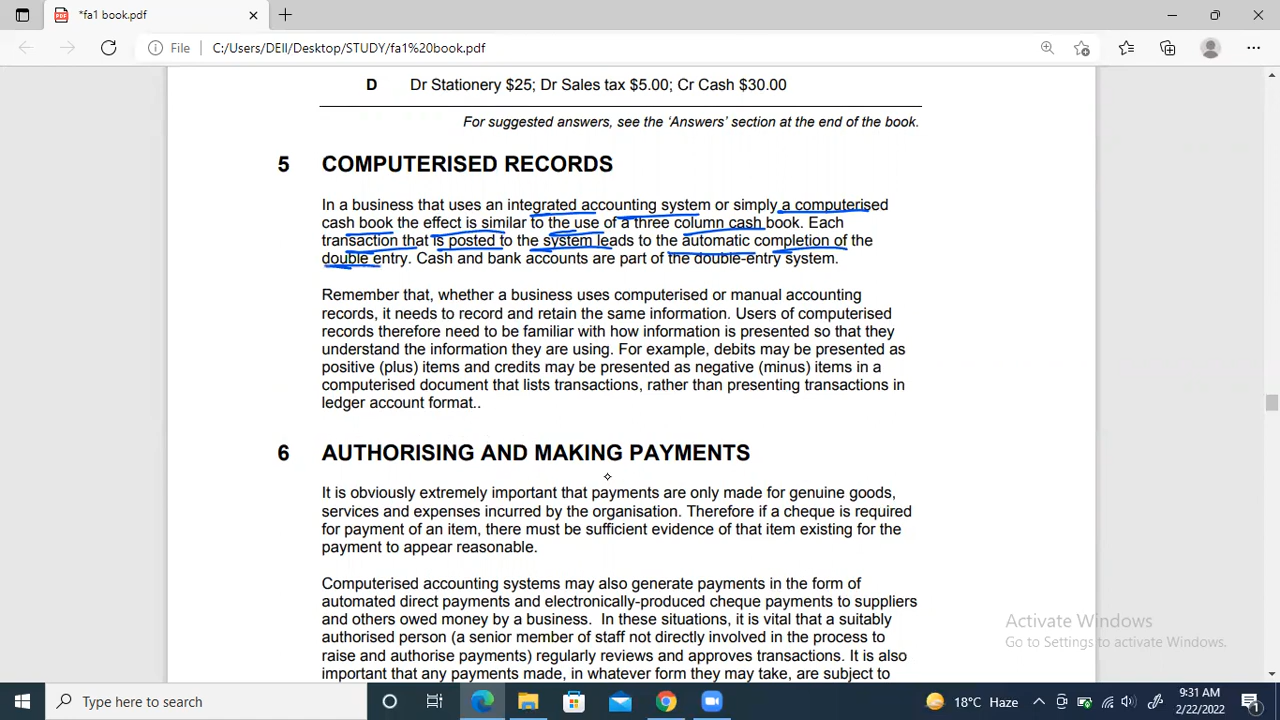 *fa1 book.pdf
File
C:/Users/DEll/Desktop/STUDY/fa1%20book.pdf
D Dr Stationery $25; Dr Sales tax $5.00; Cr Cash $30.00
For suggested answers, see the ‘Answers’ section at the end of the book.
5 COMPUTERISED RECORDS
In a business that uses an integrated accounting system or simply a computerised
cash book the effect is similar to the use of a three column cash book. Each
transaction that is posted to the system leads to the automatic completion of the
double entry. Cash and bank accounts are part of the double-entry system.
Remember that, whether a business uses computerised or manual accounting
records, it needs to record and retain the same information. Users of computerised
records therefore need to be familiar with how information is presented so that they
understand the information they are using. For example, debits may be presented as
positive (plus) items and credits may be presented as negative (minus) items in a
computerised document that lists transactions, rather than presenting transactions in
ledger account format..
6 AUTHORISING AND MAKING PAYMENTS
It is obviously extremely important that payments are only made for genuine goods,
services and expenses incurred by the organisation. Therefore if a cheque is required
for payment of an item, there must be sufficient evidence of that item existing for the
payment to appear reasonable.
Computerised accounting systems may also generate payments in the form of
automated direct payments and electronically-produced cheque payments to suppliers
and others owed money by a business. In these situations, it is vital that a suitably
authorised person (a senior member of staff not directly involved in the process to
raise and authorise payments) regularly reviews and approves transactions. It is also
important that any payments made, in whatever form they may take, are subject to
Activate Windows
Go to Settings to activate Windows.
Type here to search
18°C Haze
9:31 AM
2/22/2022
1